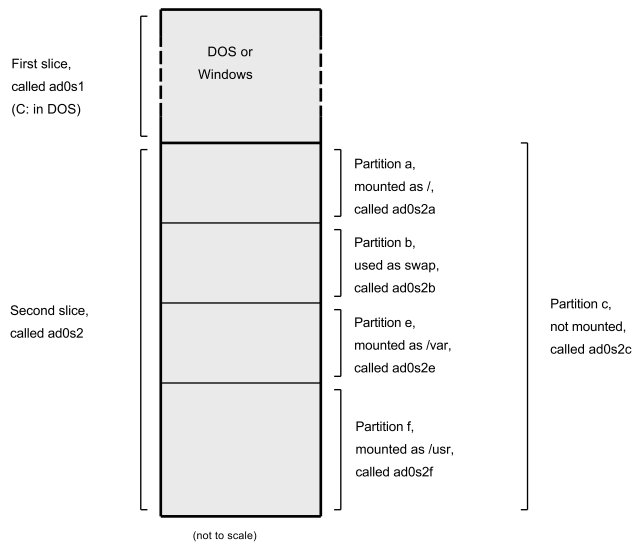 DOS or
Windows
First slice,
called ad0s1
(C: in DOS)
Partition a,
mounted as /,
called ad0s2a
Partition b,
used as swap,
called ad0s2b
Second slice,
called ad0s2
Partition c,
not mounted,
called ad0s2c
Partition e,
mounted as /var,
called ad0s2e
Partition f,
mounted as /usr,
called ad0s2f
(not to scale)